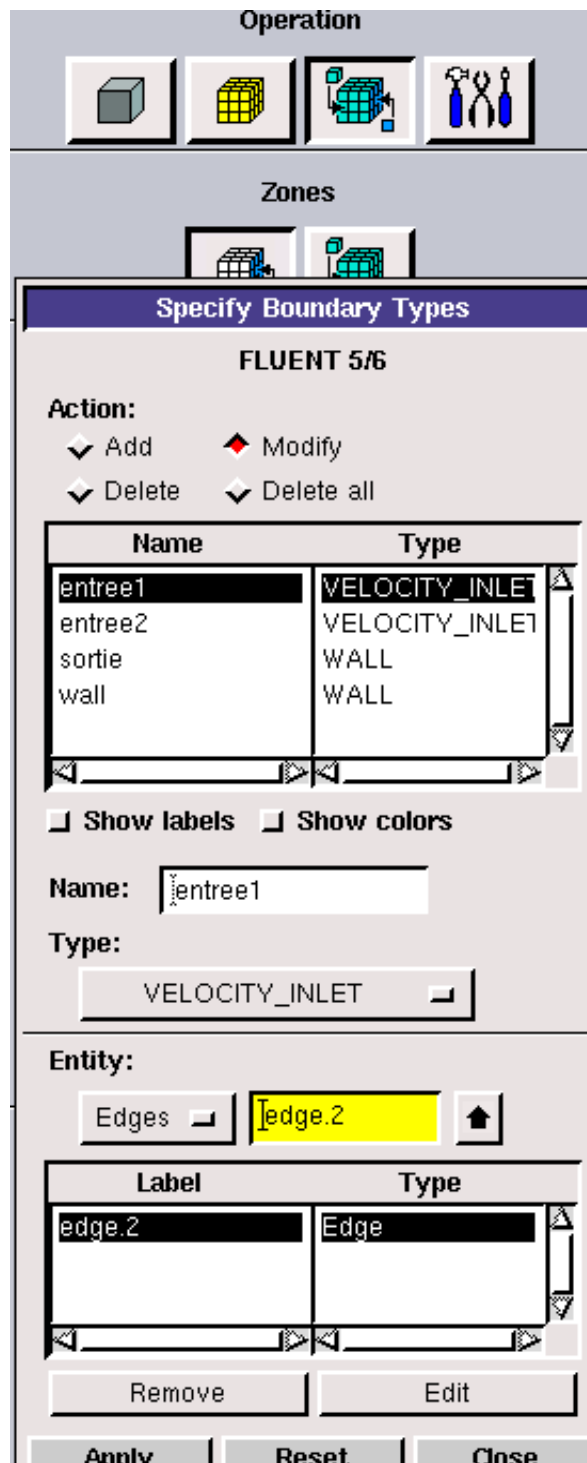 Operation
Zones
Specify Boundary Types
FLUENT 5/6
Action:
Add Modify
Delete Delete all
Name Type
entree1 VELOCITY_INLET
entree2 VELOCITY_INLET
sortie WALL
wall WALL
Show labels Show colors
Name: entree1
Type:
VELOCITY_INLET
Entity:
Edges edge.2
Label Type
edge.2 Edge
Remove Edit
Apply Reset Close